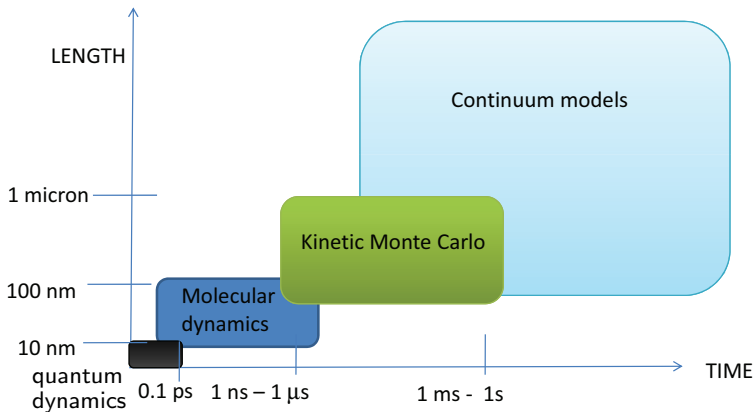 LENGTH
Continuum models
1 micron
Kinetic Monte Carlo
100 nm
Molecular
dynamics
10 nm
quantum
dynamics
0.1 ps
1 ns – 1 µs
1 ms - 1s
TIME